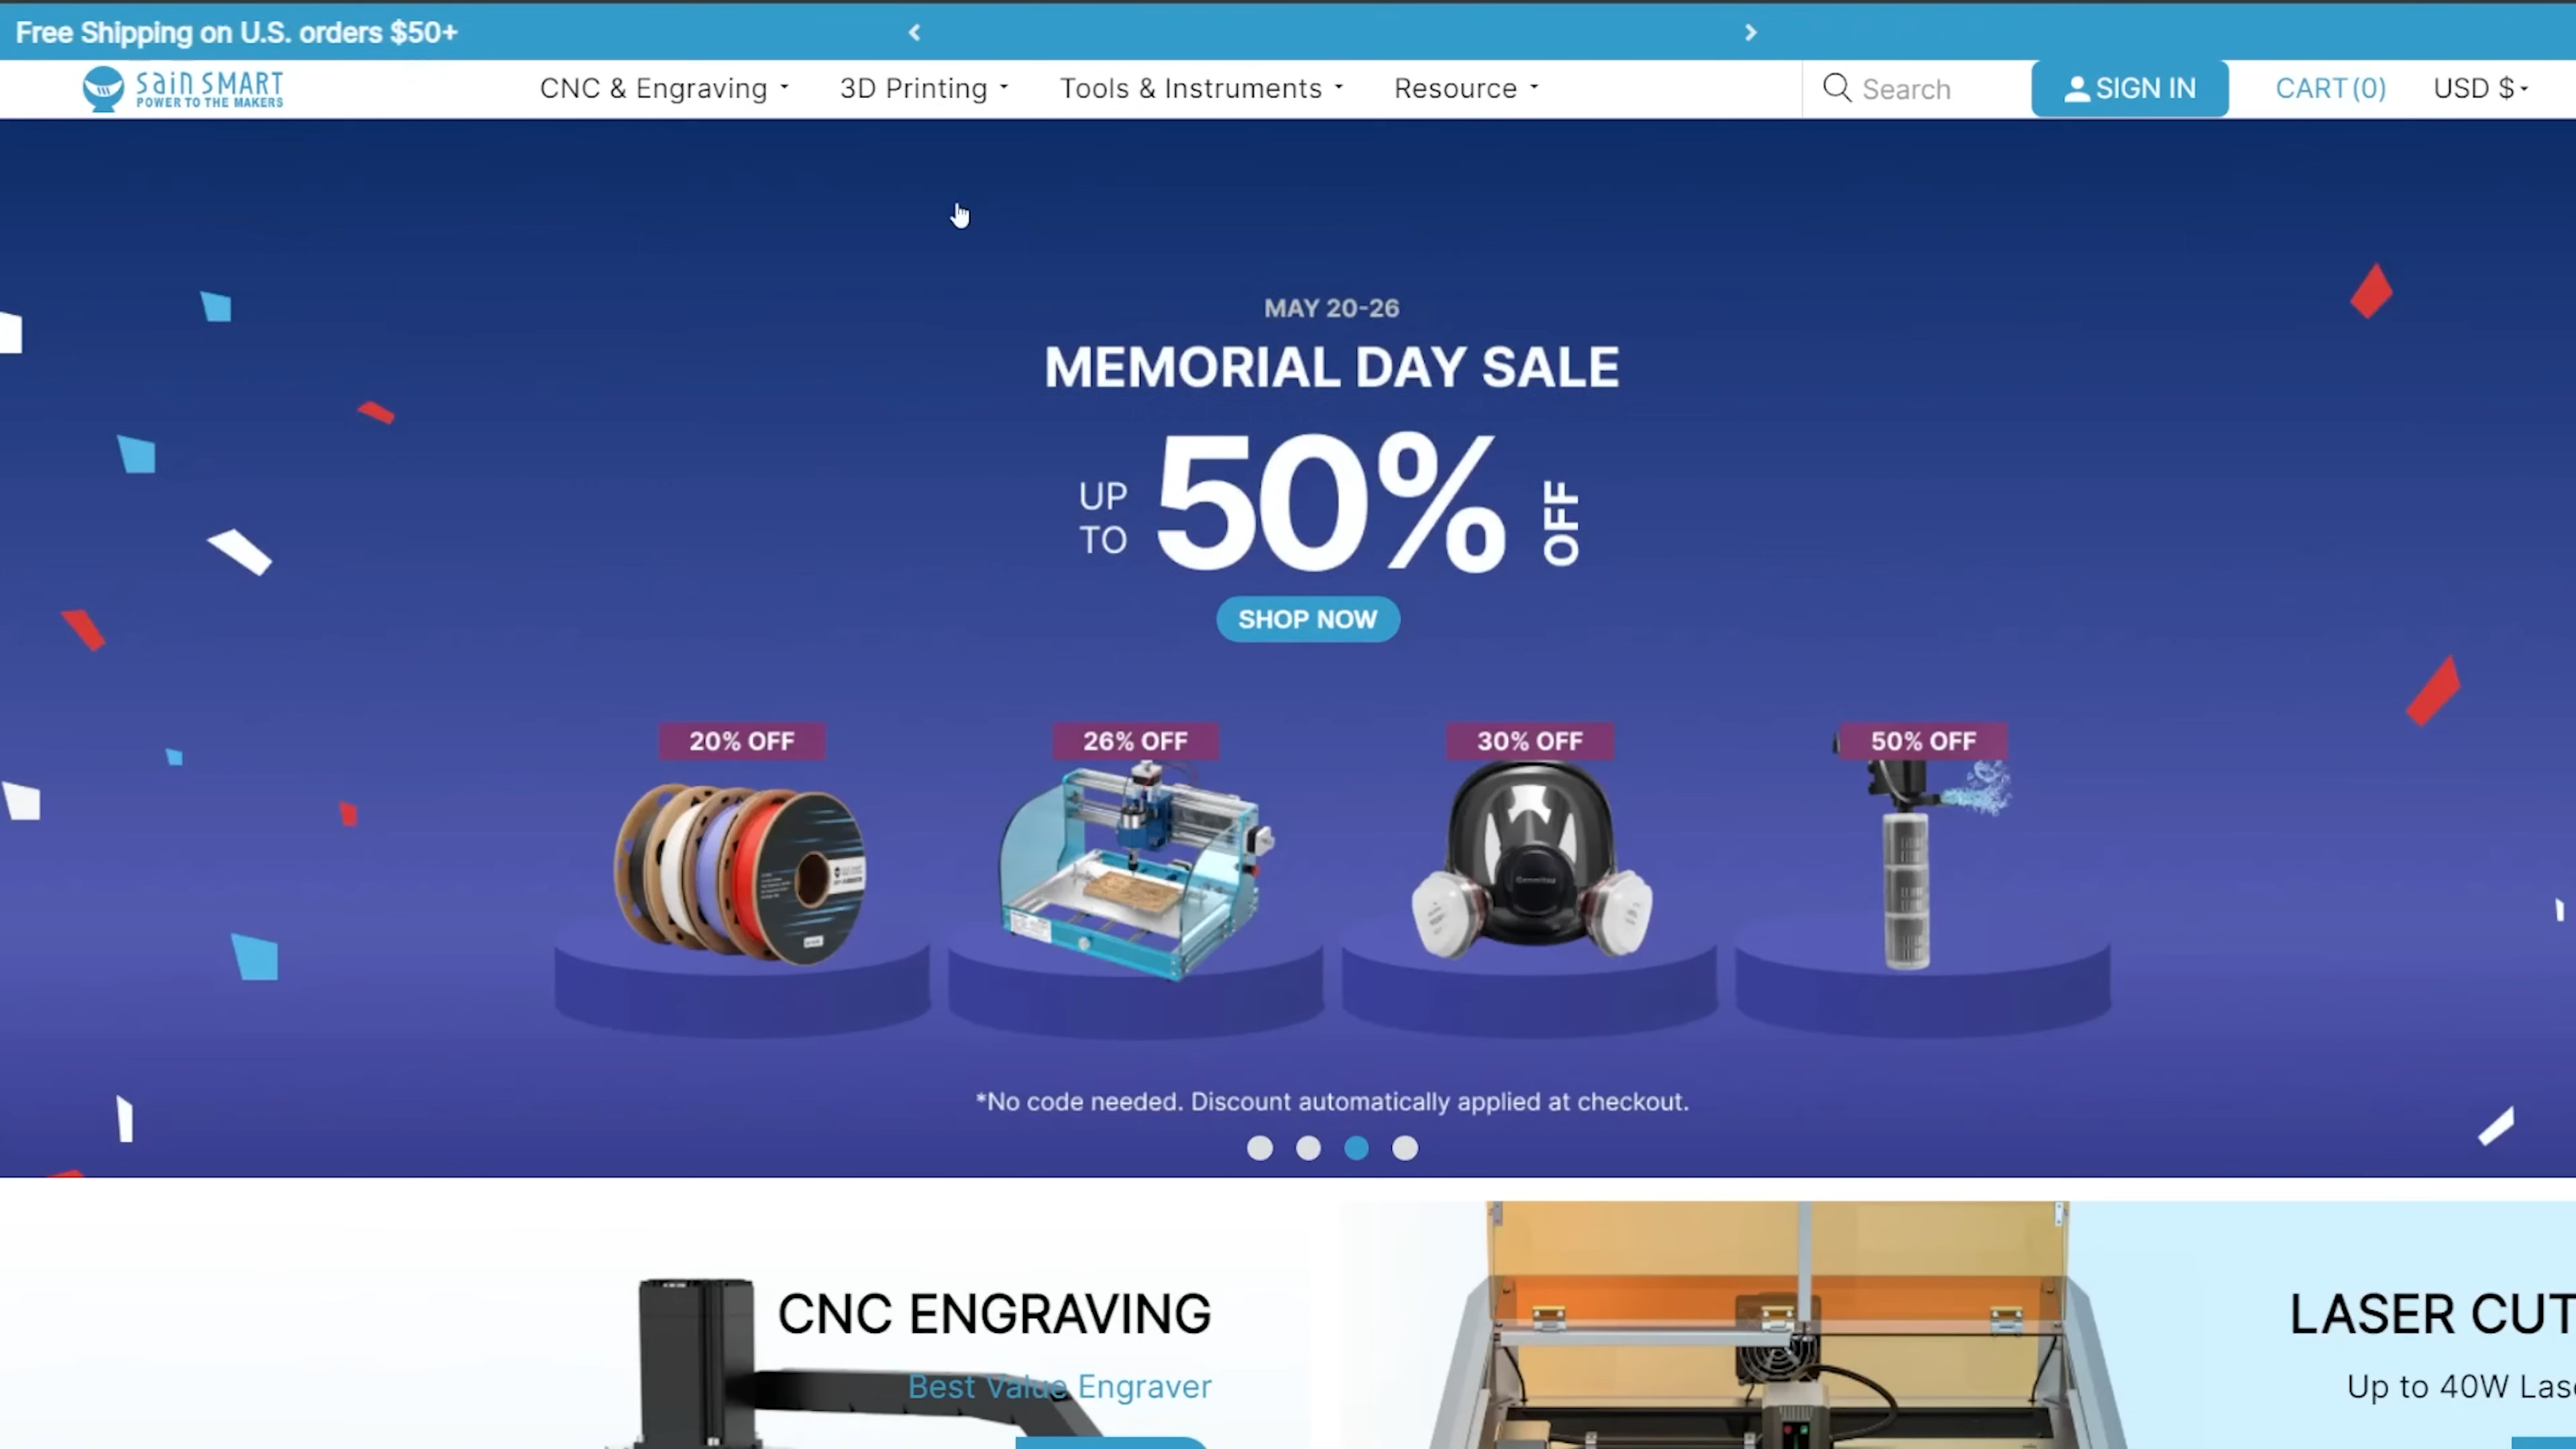 Free Shipping on U.S. orders $50+
sain SMART
POWER TO THE MAKERS
CNC & Engraving
3D Printing
Tools & Instruments
Resource
Search
SIGN IN
CART(0)
USD $
MAY 20-26
MEMORIAL DAY SALE
UP TO 50% OFF
SHOP NOW
20% OFF
26% OFF
30% OFF
50% OFF
Genmitsu
*No code needed. Discount automatically applied at checkout.
CNC ENGRAVING
Best Value Engraver
LASER CUT
Up to 40W Las